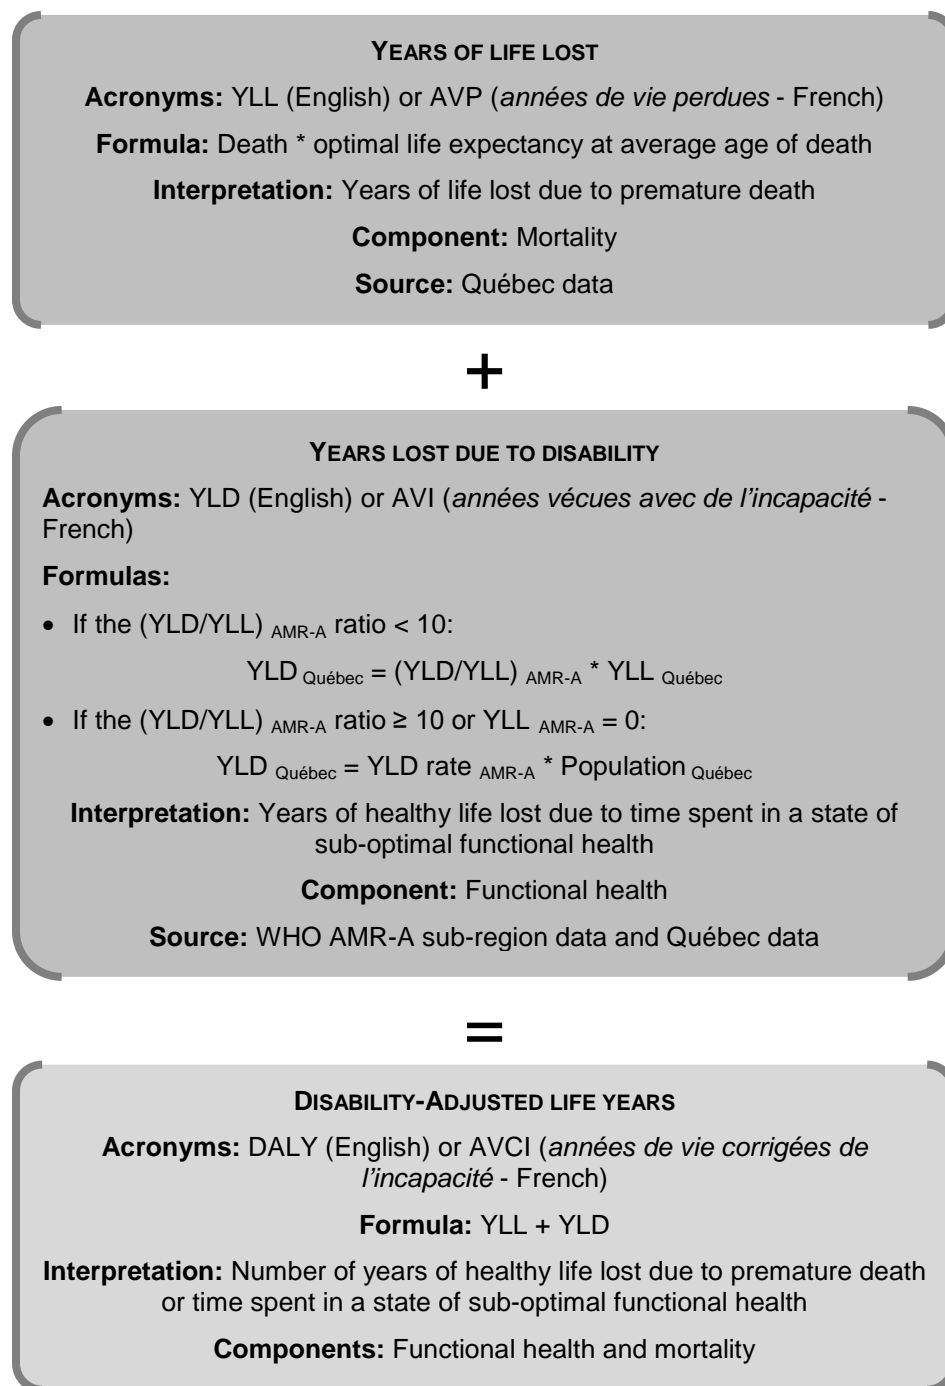 YEARS OF LIFE LOST
Acronyms: YLL (English) or AVP (années de vie perdues - French)
Formula: Death * optimal life expectancy at average age of death
Interpretation: Years of life lost due to premature death
Component: Mortality
Source: Québec data
+
YEARS LOST DUE TO DISABILITY
Acronyms: YLD (English) or AVI (années vécues avec de l'incapacité -
French)
Formulas:
• If the (YLD/YLL) AMR-A ratio < 10:
YLD Québec = (YLD/YLL) AMR-A * YLL Québec
• If the (YLD/YLL) AMR-A ratio ≥ 10 or YLL AMR-A = 0:
YLD Québec = YLD rate AMR-A * Population Québec
Interpretation: Years of healthy life lost due to time spent in a state of
sub-optimal functional health
Component: Functional health
Source: WHO AMR-A sub-region data and Québec data
=
DISABILITY-ADJUSTED LIFE YEARS
Acronyms: DALY (English) or AVCI (années de vie corrigées de
l'incapacité - French)
Formula: YLL + YLD
Interpretation: Number of years of healthy life lost due to premature death
or time spent in a state of sub-optimal functional health
Components: Functional health and mortality